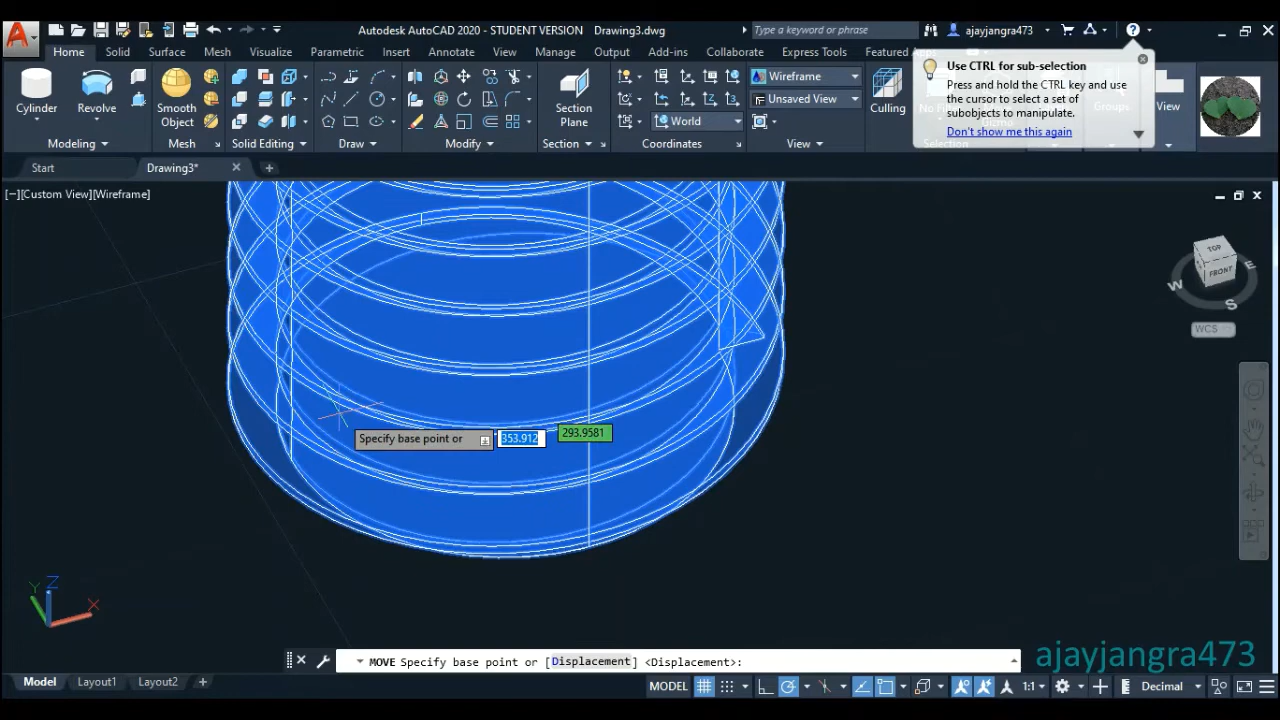 Autodesk AutoCAD 2020 - STUDENT VERSION Drawing3.dwg
Type a keyword or phrase
ajayjangra473
Home Solid Surface Mesh Visualize Parametric Insert Annotate View Manage Output Add-ins Collaborate Express Tools Featured
Use CTRL for sub-selection
Press and hold the CTRL key and use
the cursor to select a set of
subobjects to manipulate.
Don't show me this again
Cylinder
Revolve
Smooth
Object
Section
Plane
Wireframe
Unsaved View
World
Culling
Groups
View
Modeling
Mesh
Solid Editing
Draw
Modify
Section
Coordinates
View
Selection
Start
Drawing3*
[−][Custom View][Wireframe]
TOP
FRONT
W
E
S
WCS
Specify base point or
353.912
293.9581
Z
Y
X
MOVE Specify base point or [Displacement] <Displacement>:
ajayjangra473
Model Layout1 Layout2
MODEL
1:1
Decimal